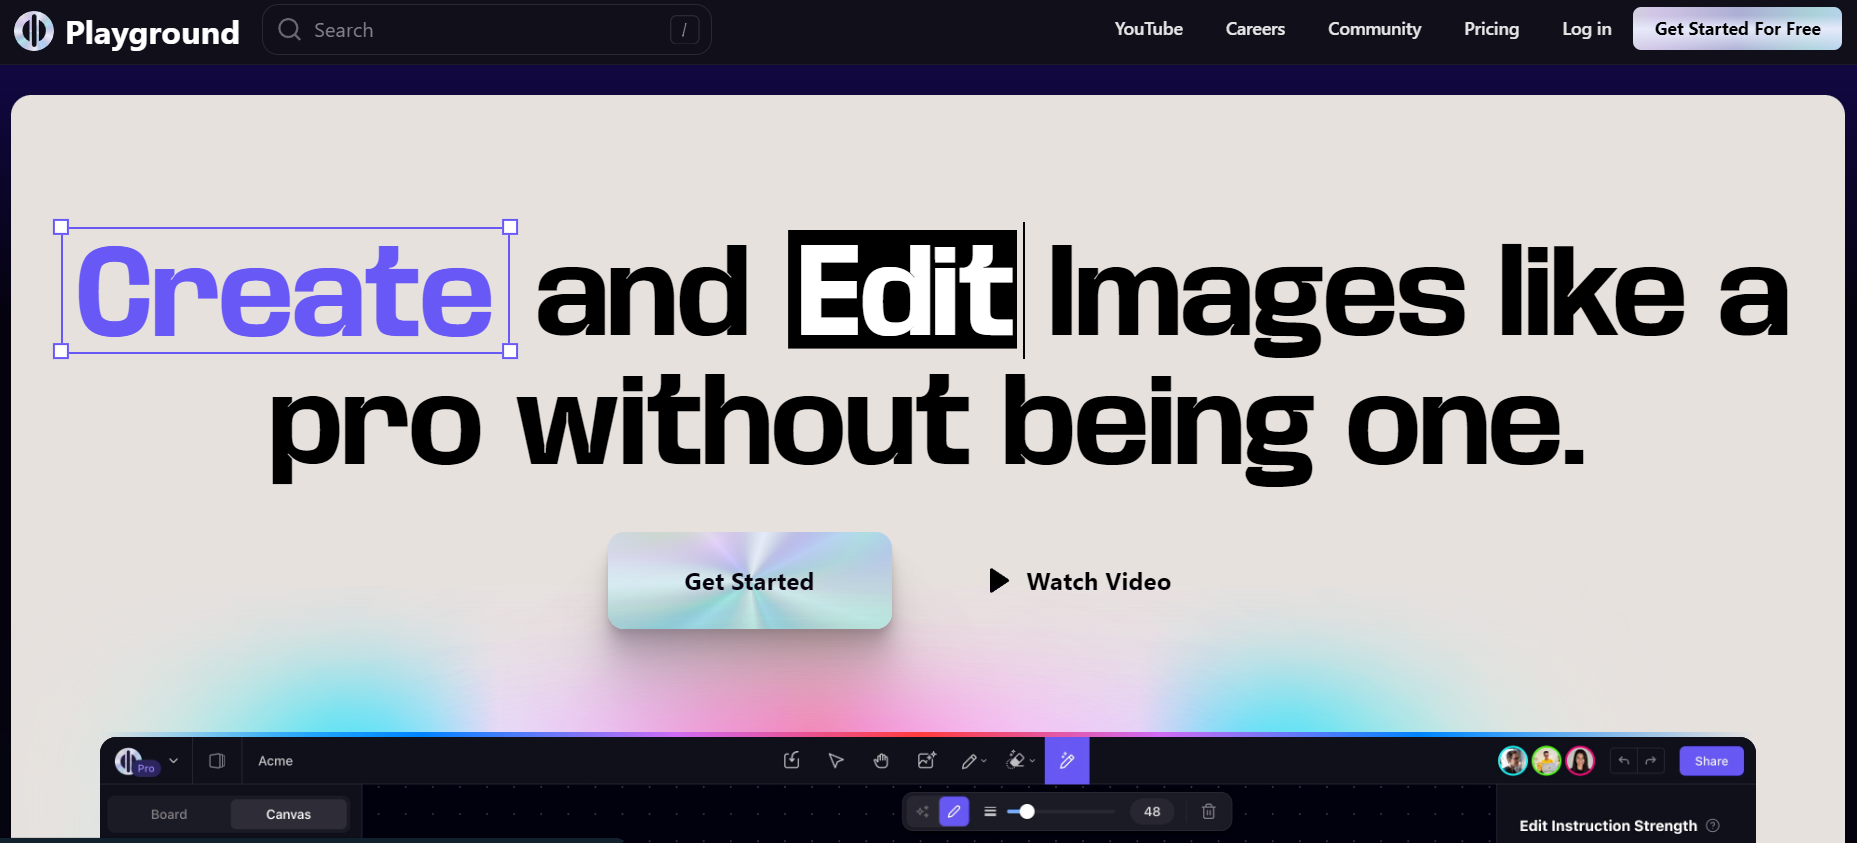 Playground
Search
/
YouTube
Careers
Community
Pricing
Log in
Get Started For Free
Create and Edit Images like a
pro without being one.
Get Started
Watch Video
Pro
Acme
Share
Board
Canvas
48
Edit Instruction Strength
?